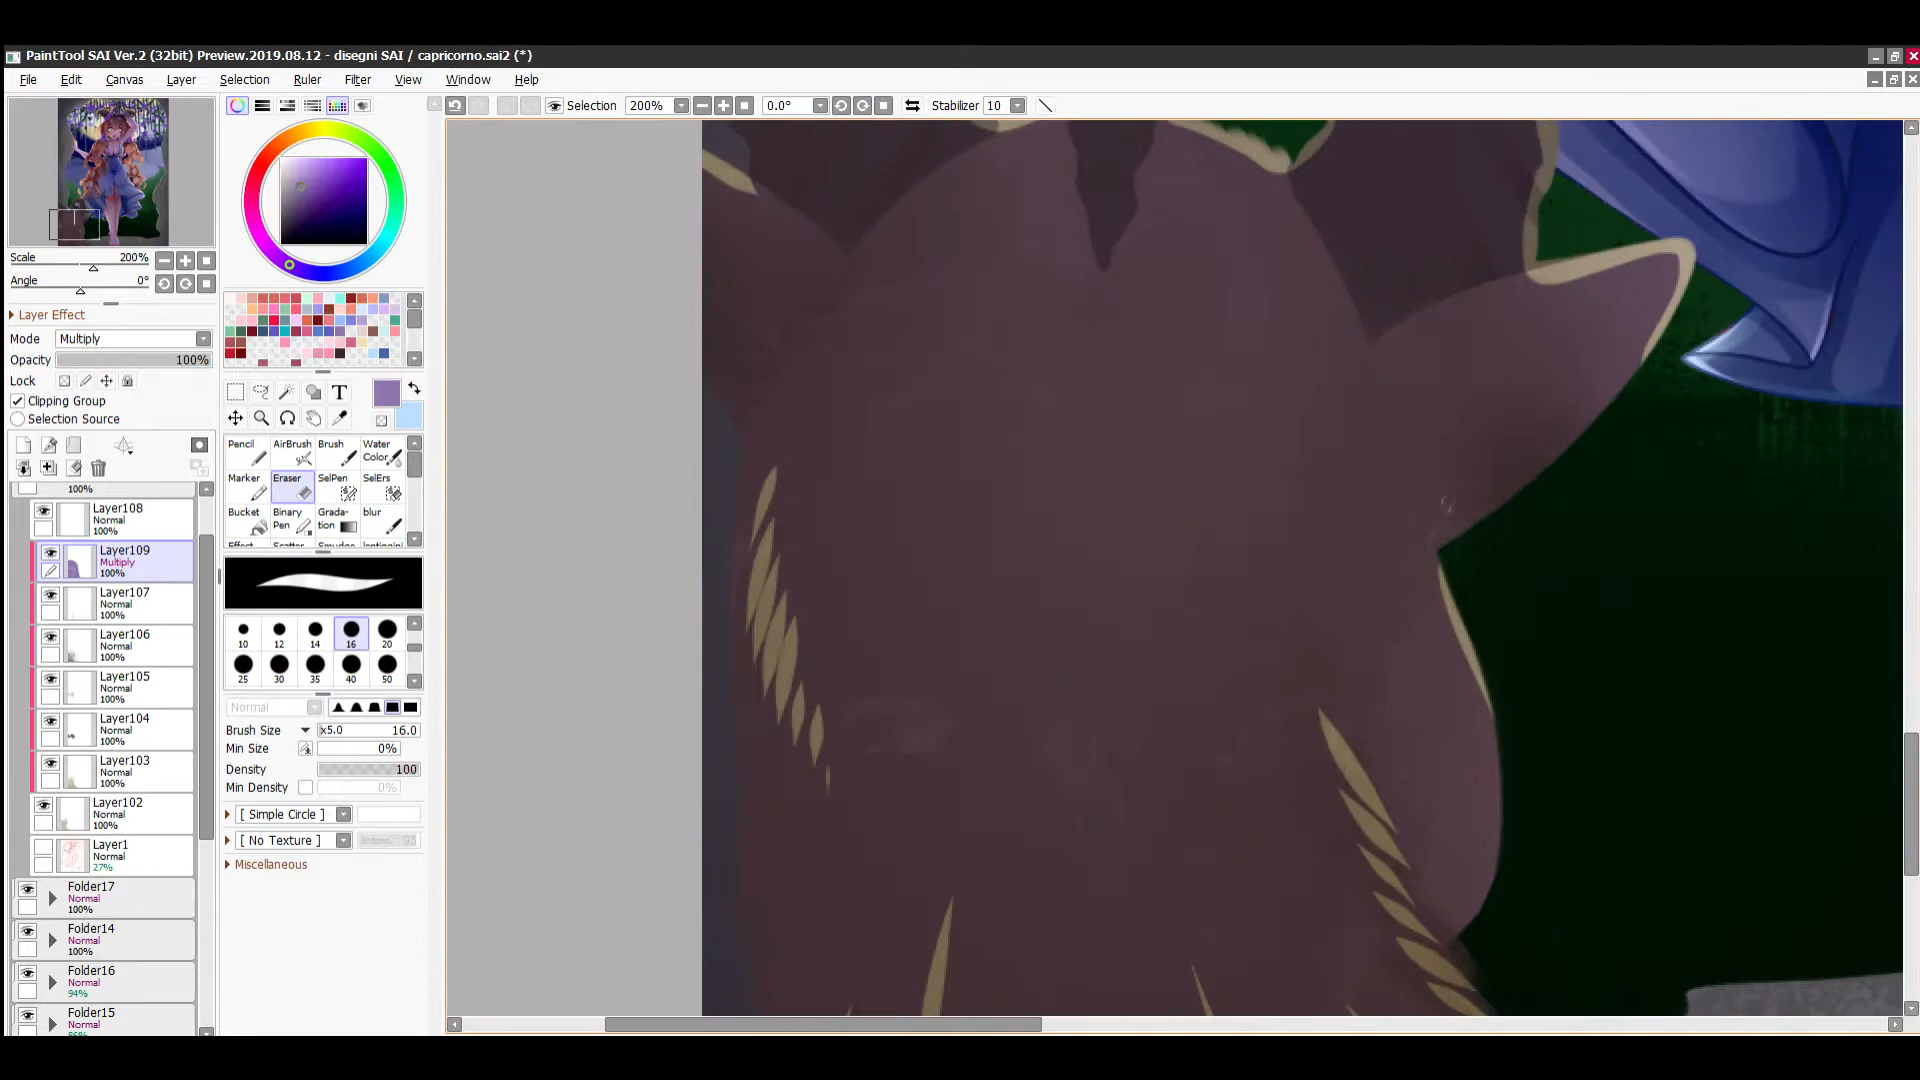 PaintTool SAI Ver.2 (32bit) Preview.2019.08.12 - disegni SAI / capricorno.sai2 (*)
File Edit Canvas Layer Selection Ruler Filter View Window Help
Selection 200% 0.0° Stabilizer 10
Scale 200%
Angle 0°
Layer Effect
Mode Multiply
Opacity 100%
Lock
Clipping Group
Selection Source
100%
Layer108
Normal
100%
Layer109
Multiply
100%
Layer107
Normal
100%
Layer106
Normal
100%
Layer105
Normal
100%
Layer104
Normal
100%
Layer103
Normal
100%
Layer102
Normal
100%
Layer1
Normal
27%
Folder17
Normal
100%
Folder14
Normal
100%
Folder16
Normal
94%
Folder15
Normal
T
Pencil AirBrush Brush Water Color
Marker Eraser SelPen SelErs
Bucket Binary Pen Grada-tion blur
10 12 14 16 20
25 30 35 40 50
Normal
Brush Size x5.0 16.0
Min Size 0%
Density 100
Min Density 0%
[ Simple Circle ]
[ No Texture ] Intens. 95
Miscellaneous